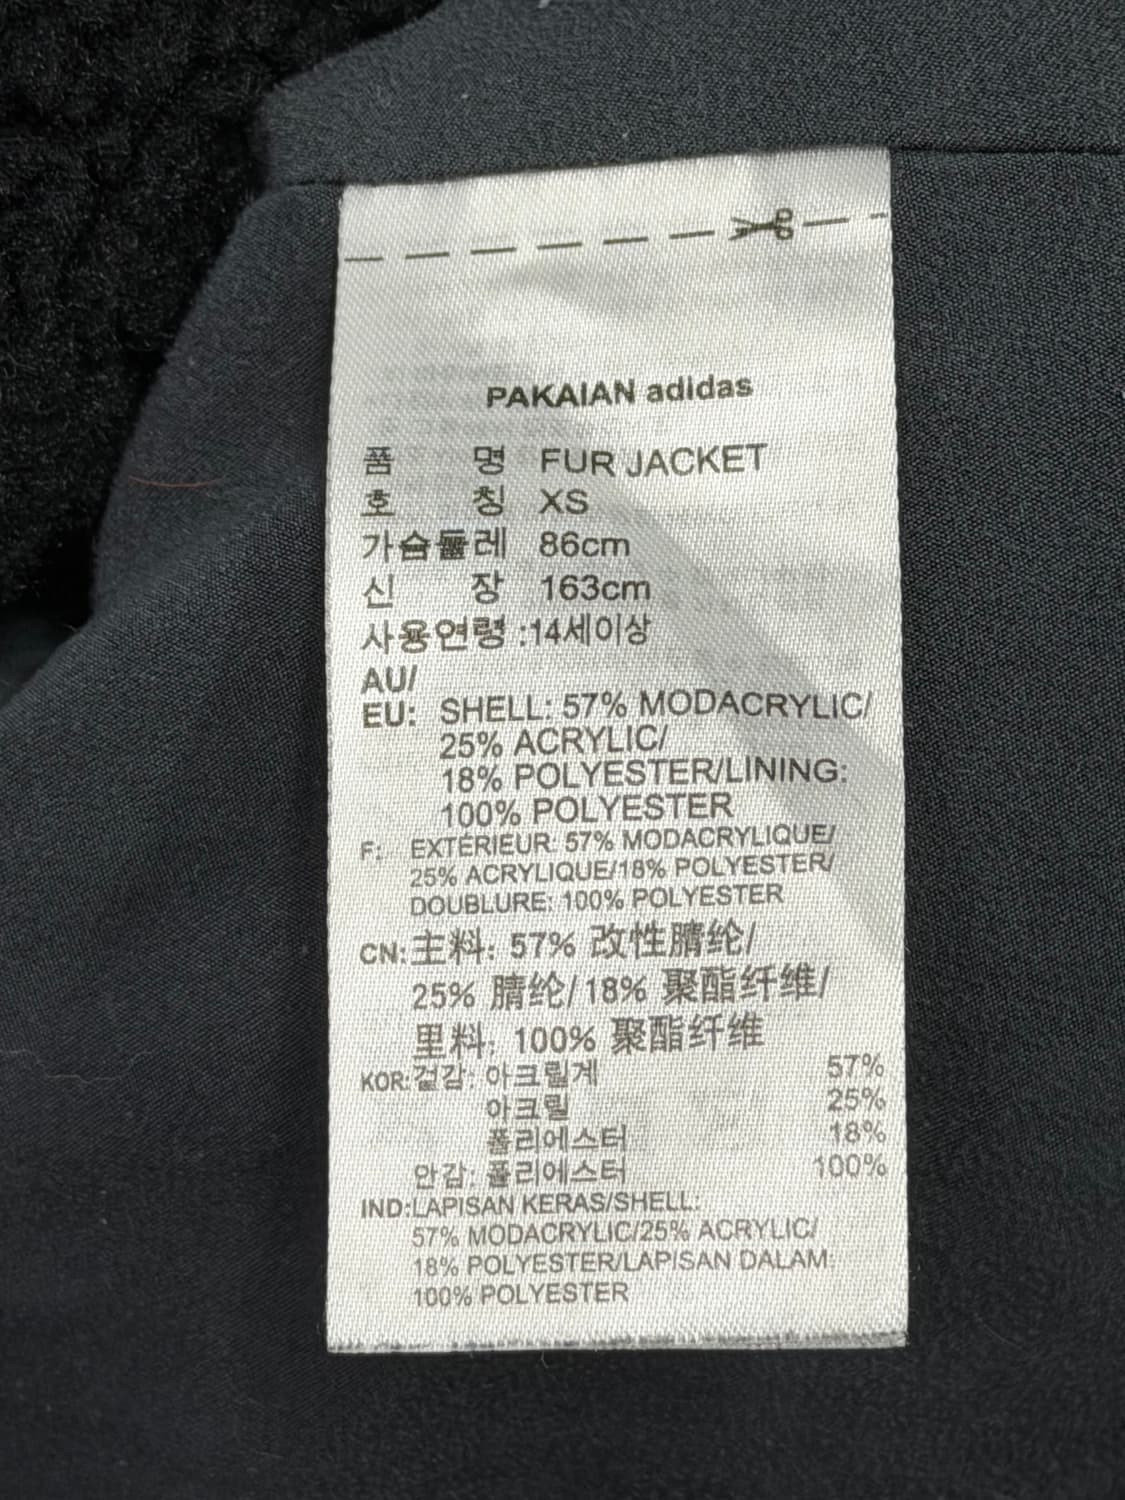 PAKAIAN adidas
품 명 FUR JACKET
호 칭 XS
가슴둘레 86cm
신 장 163cm
사용연령 :14세이상
AU/
EU: SHELL: 57% MODACRYLIC/
25% ACRYLIC/
18% POLYESTER/LINING:
100% POLYESTER
F: EXTÉRIEUR: 57% MODACRYLIQUE/
25% ACRYLIQUE/18% POLYESTER/
DOUBLURE: 100% POLYESTER
CN: 主料: 57% 改性腈纶/
25% 腈纶/18% 聚酯纤维/
里料: 100% 聚酯纤维
KOR: 겉감: 아크릴계 57%
아크릴 25%
폴리에스터 18%
안감: 폴리에스터 100%
IND: LAPISAN KERAS/SHELL:
57% MODACRYLIC/25% ACRYLIC/
18% POLYESTER/LAPISAN DALAM:
100% POLYESTER